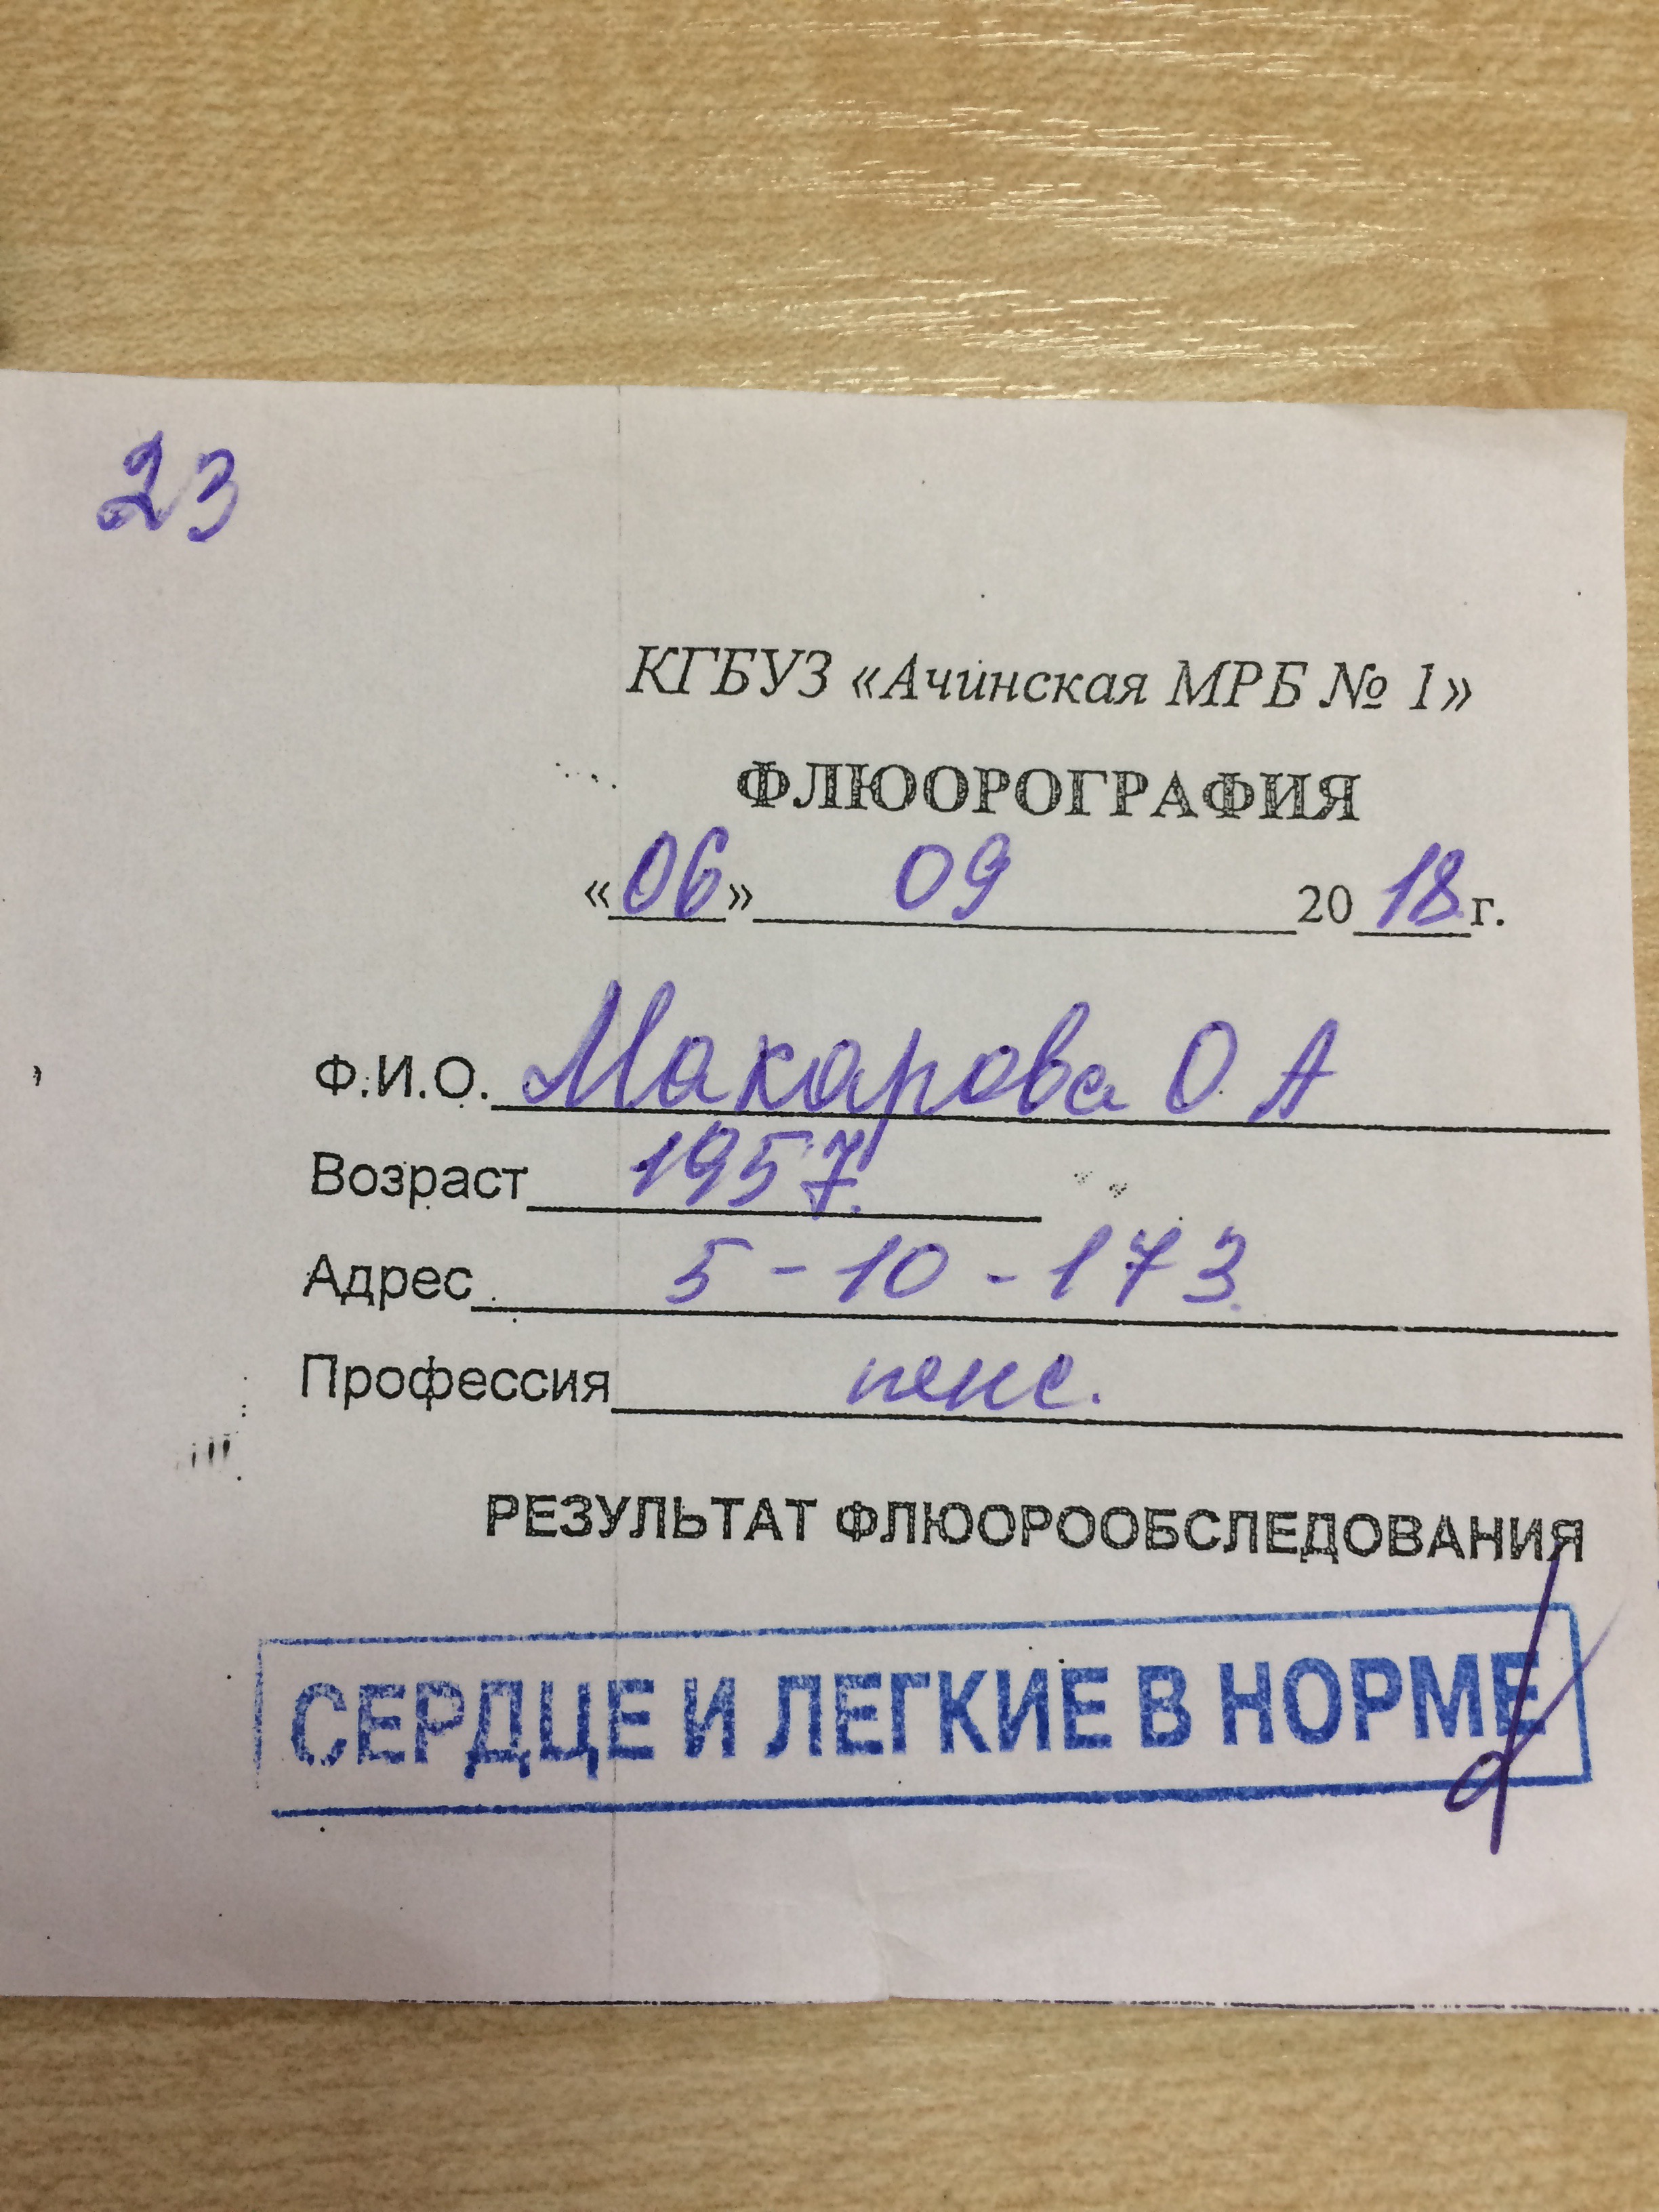 23
КГБУЗ «Ачинская МРБ № 1»
ФЛЮОРОГРАФИЯ
«06» 09 2018 г.
Ф.И.О. Макарова О. А
Возраст 1957.
Адрес 5-10-173
Профессия пенс.
РЕЗУЛЬТАТ ФЛЮОРООБСЛЕДОВАНИЯ
СЕРДЦЕ И ЛЕГКИЕ В НОРМЕ